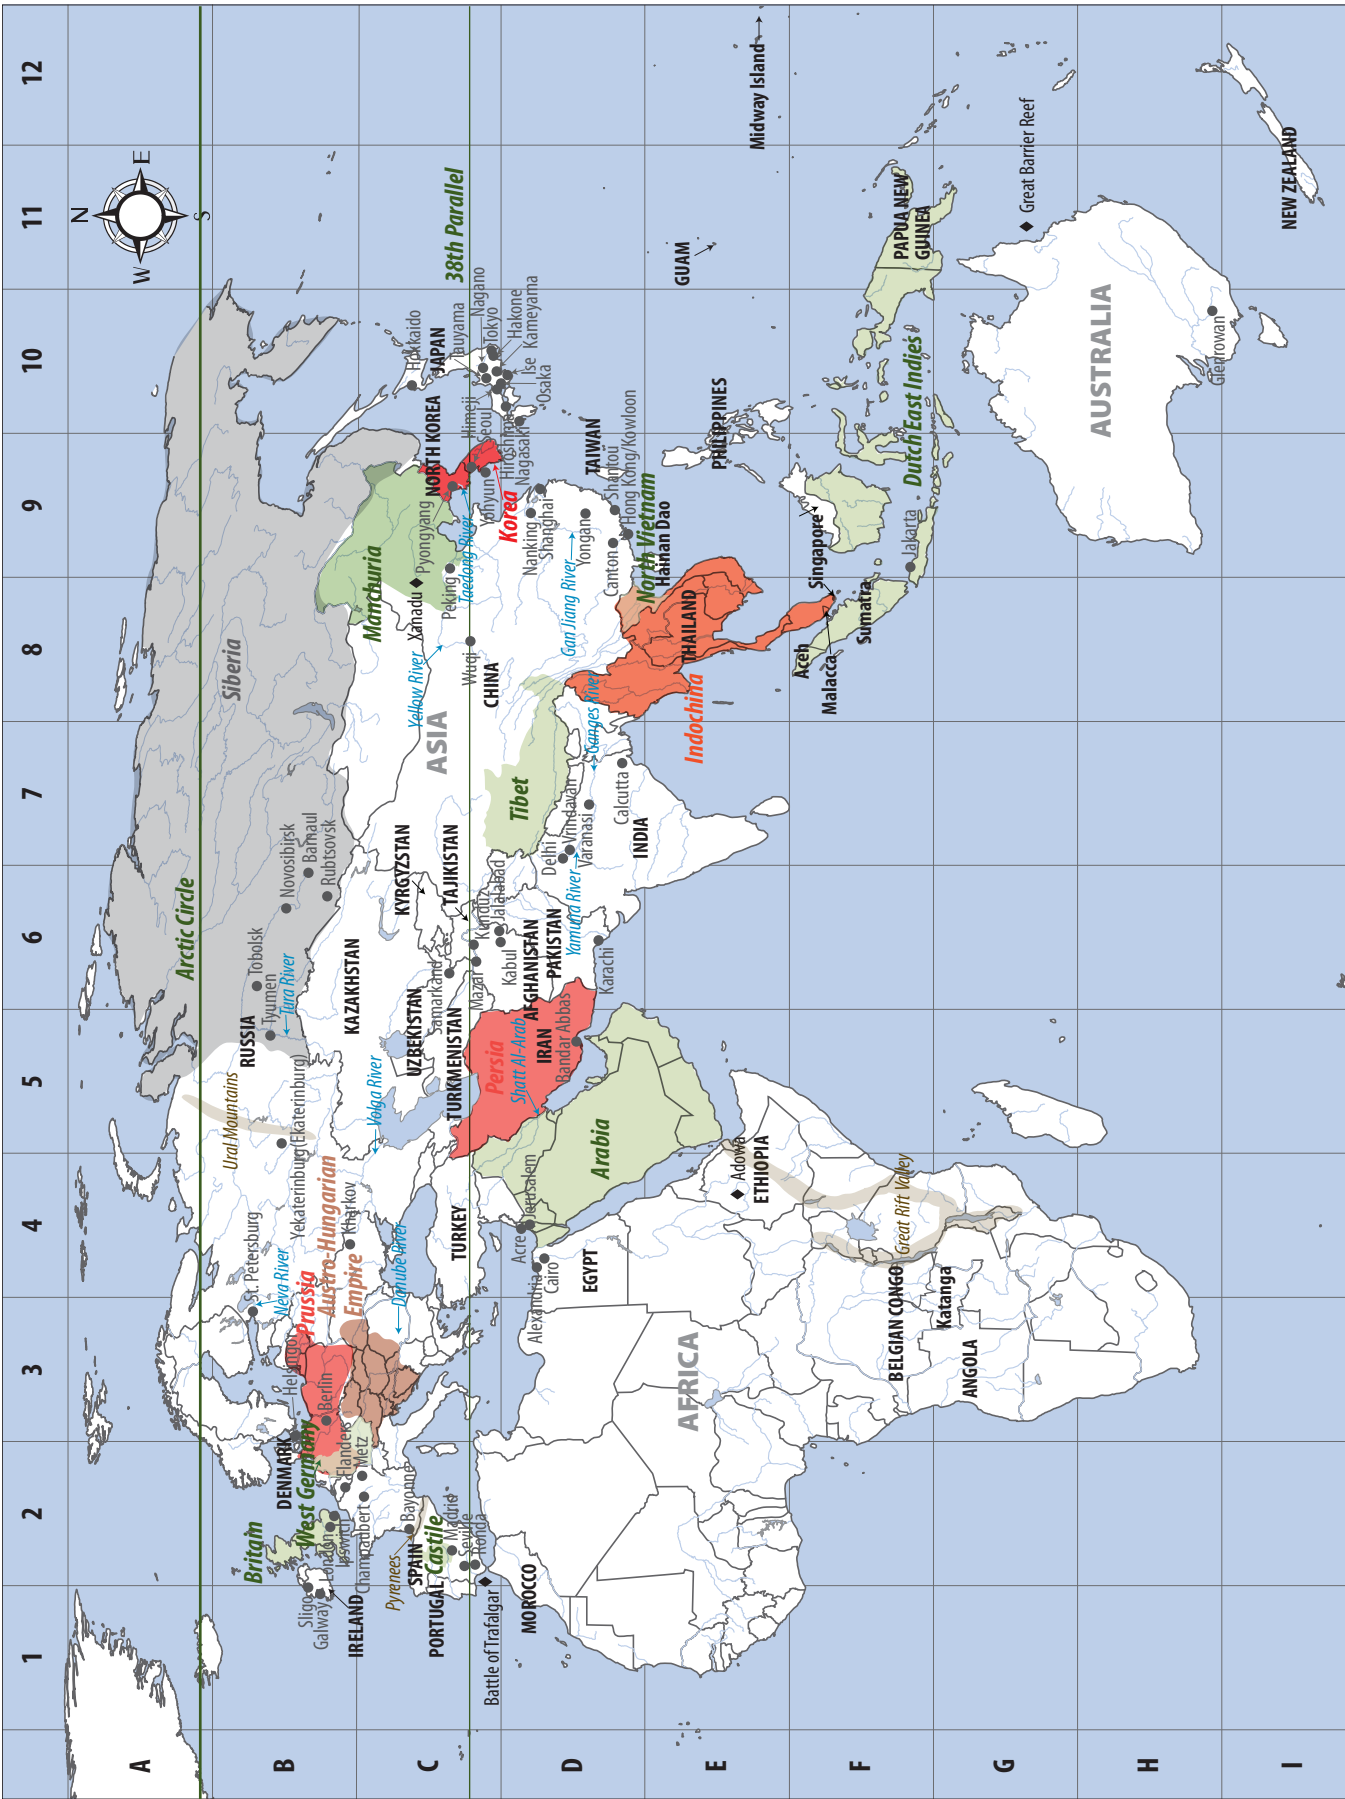 1
2
3
4
5
6
7
8
9
10
11
12
A
B
C
D
E
F
G
H
I
N
E
S
W
Arctic Circle
Siberia
RUSSIA
Ural Mountains
Tobolsk
Tyumen
Tura River
Novosibirsk
Barnaul
Rubtsovsk
Yekaterinburg(Ekaterinburg)
St. Petersburg
Neva River
Helsingor
Prussia
Austro-Hungarian
Empire
Kharkov
Volga River
Danube River
Berlin
DENMARK
West Germany
Flanders
Metz
Britain
London
Ipswich
Champaubert
Sligo
Galway
IRELAND
Bayonne
Pyrenees
SPAIN
Castile
Madrid
Seville
Ronda
PORTUGAL
Battle of Trafalgar
MOROCCO
KAZAKHSTAN
UZBEKISTAN
Samarkand
TURKMENISTAN
KYRGYZSTAN
TAJIKISTAN
Mazar
Kunduz
Jalalabad
Kabul
AFGHANISTAN
PAKISTAN
Karachi
Persia
Shatt Al-Arab
IRAN
Bandar Abbas
TURKEY
Acre
Jerusalem
Alexandria
Cairo
EGYPT
Arabia
ASIA
Manchuria
Xanadu
Peking
Pyongyang
Taedong River
Yellow River
Wuqi
CHINA
NORTH KOREA
Korea
Yohyun
Seoul
38th Parallel
Hokkaido
JAPAN
Tauyama
Nagano
Tokyo
Hakone
Kameyama
Ise
Osaka
Himeji
Hiroshima
Nagasaki
Nanking
Shanghai
Yongan
Gan Jiang River
TAIWAN
Shantou
Hong Kong/Kowloon
Canton
North Vietnam
Hainan Dao
Tibet
Delhi
Vrindavan
Varanasi
Yamuna River
Ganges River
Calcutta
INDIA
Indochina
THAILAND
PHILIPPINES
GUAM
Midway Island
Singapore
Aceh
Malacca
Sumatra
Jakarta
Dutch East Indies
PAPUA NEW
GUINEA
Great Barrier Reef
AUSTRALIA
Glenrowan
NEW ZEALAND
AFRICA
Adowa
ETHIOPIA
Great Rift Valley
BELGIAN CONGO
Katanga
ANGOLA